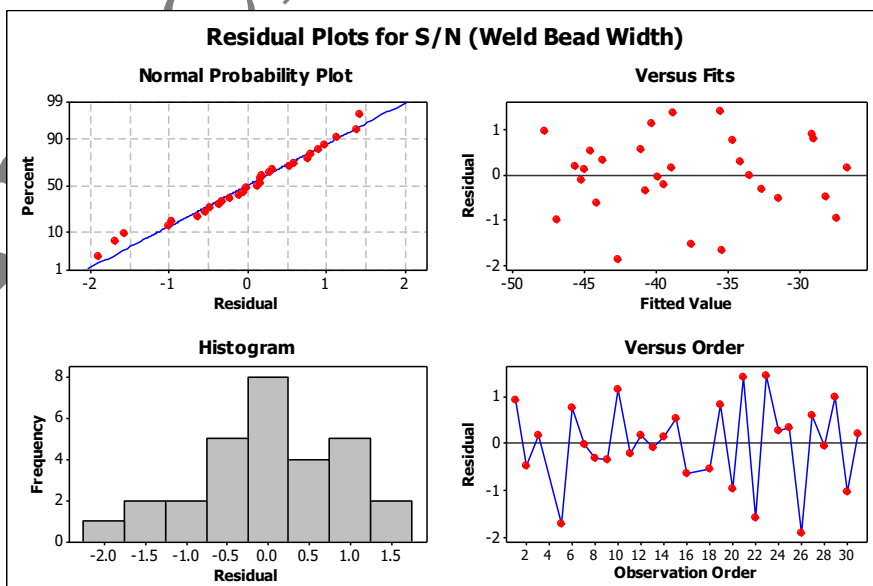 Residual Plots for S/N (Weld Bead Width)
Normal Probability Plot
99
90
50
10
1
Percent
-2 -1 0 1 2
Residual
Versus Fits
1
0
-1
-2
Residual
-50 -45 -40 -35 -30
Fitted Value
Histogram
8
6
4
2
0
Frequency
-2.0 -1.5 -1.0 -0.5 0.0 0.5 1.0 1.5
Residual
Versus Order
1
0
-1
-2
Residual
2 4 6 8 10 12 14 16 18 20 22 24 26 28 30
Observation Order